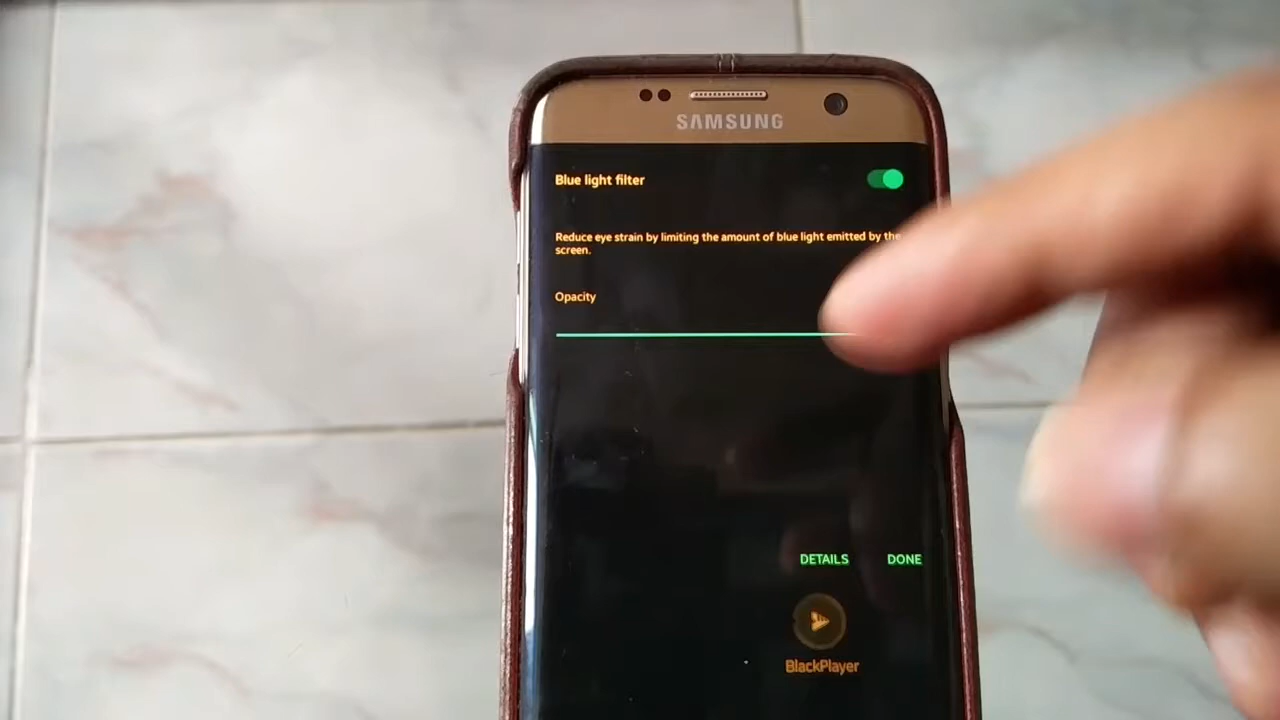 SAMSUNG
Blue light filter
Reduce eye strain by limiting the amount of blue light emitted by the
screen.
Opacity
DETAILS DONE
BlackPlayer